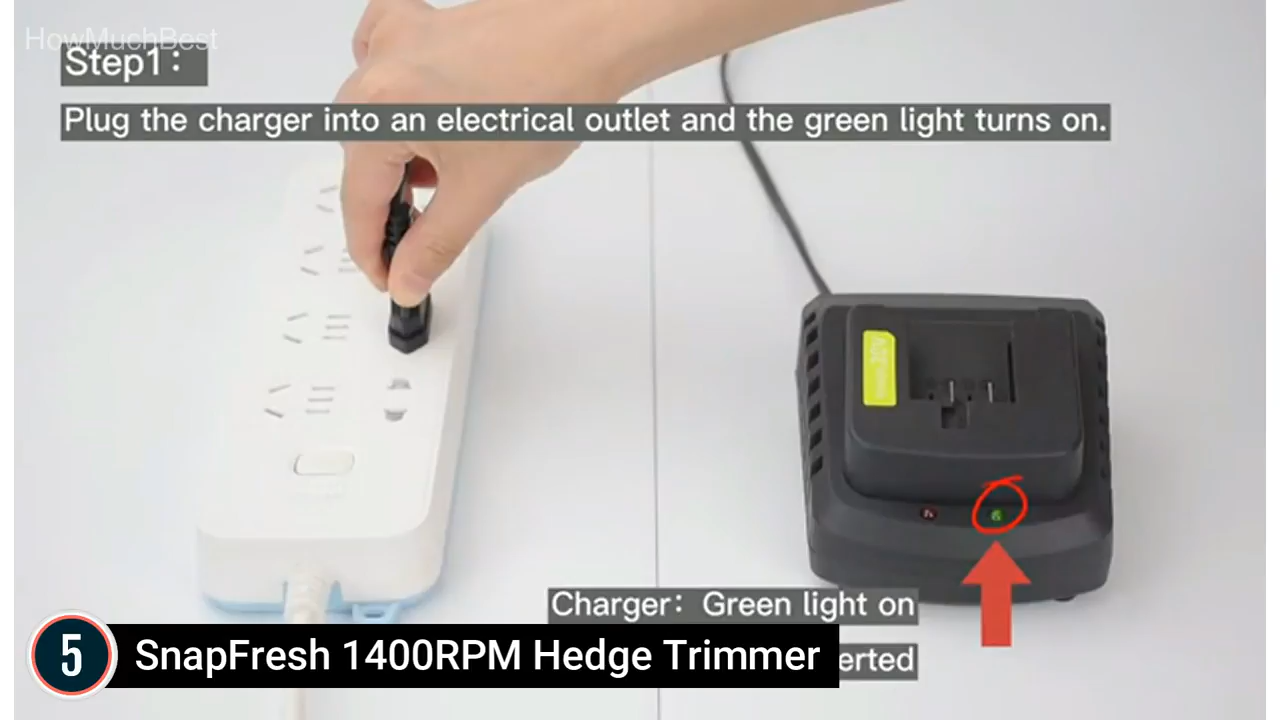 HowMuchBest
Step1：
Plug the charger into an electrical outlet and the green light turns on.
Charger：Green light on
erted
5
SnapFresh 1400RPM Hedge Trimmer